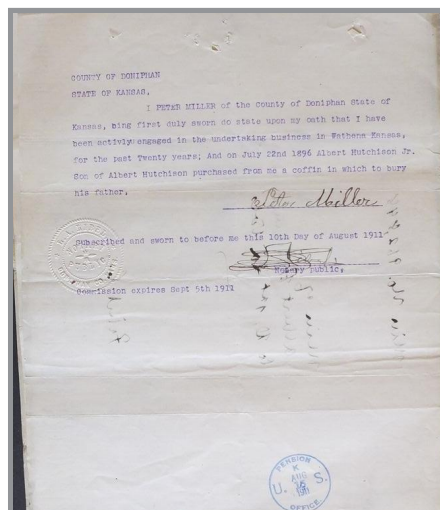 COUNTY OF DONIPHAN
STATE OF KANSAS.
I PETER MILLER of the County of Doniphan State of
Kansas, bing first duly sworn do state upon my oath that I have
been activly engaged in the undertaking business in Wathena Kansas,
for the past Twenty years; And on July 22nd 1896 Albert Hutchison Jr.
Son of Albert Hutchison purchased from me a coffin in which to bury
his father,
Peter Miller
Subscribed and sworn to before me this 10th Day of August 1911
Notary public,
Commission expires Sept 5th 1912
PENSION
AUG
U. S.
1911
OFFICE